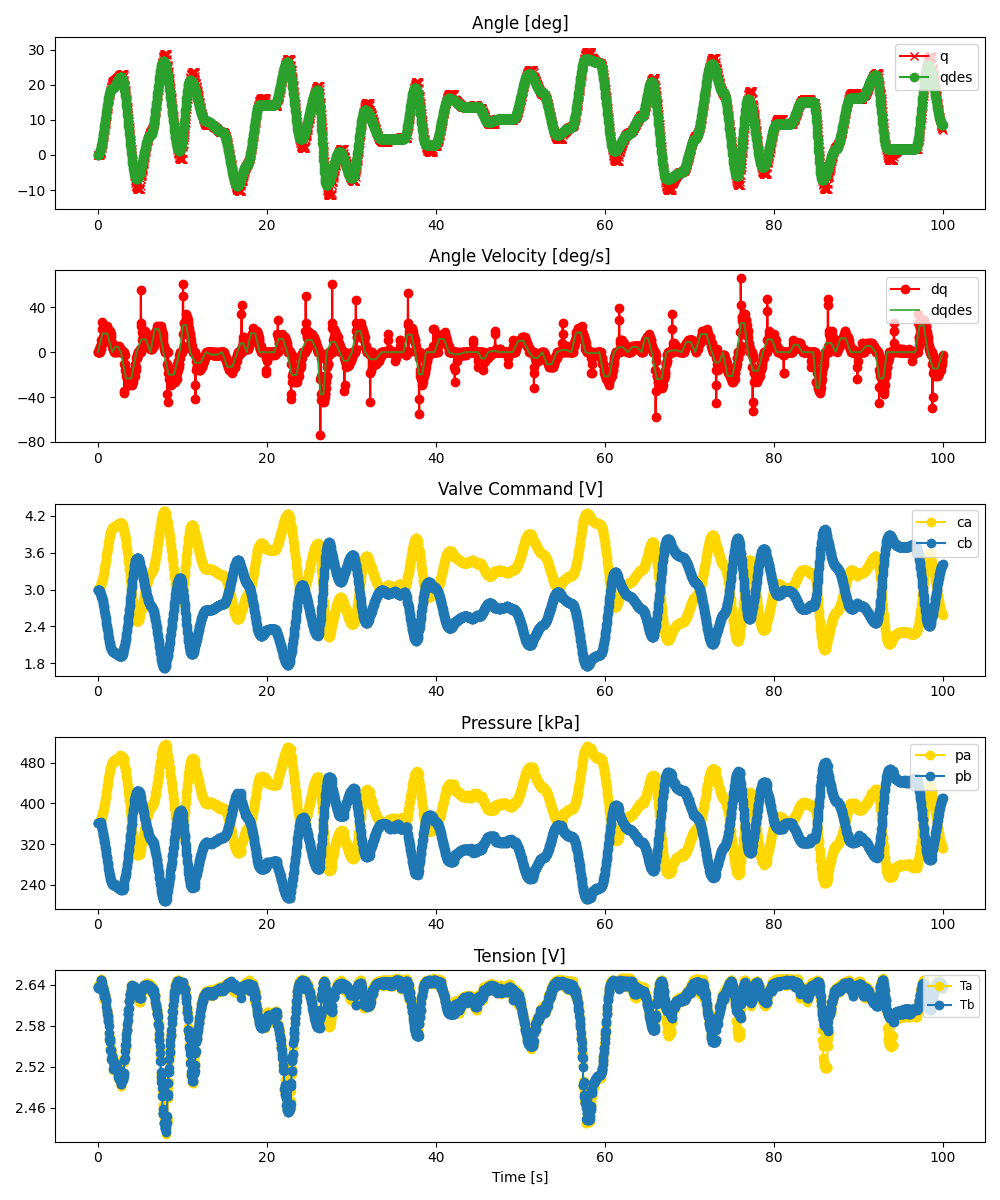 Angle [deg]
30
20
10
0
−10
q
qdes
0 20 40 60 80 100
Angle Velocity [deg/s]
40
0
−40
−80
dq
dqdes
0 20 40 60 80 100
Valve Command [V]
4.2
3.6
3.0
2.4
1.8
ca
cb
0 20 40 60 80 100
Pressure [kPa]
480
400
320
240
pa
pb
0 20 40 60 80 100
Tension [V]
2.64
2.58
2.52
2.46
Ta
Tb
0 20 40 60 80 100
Time [s]